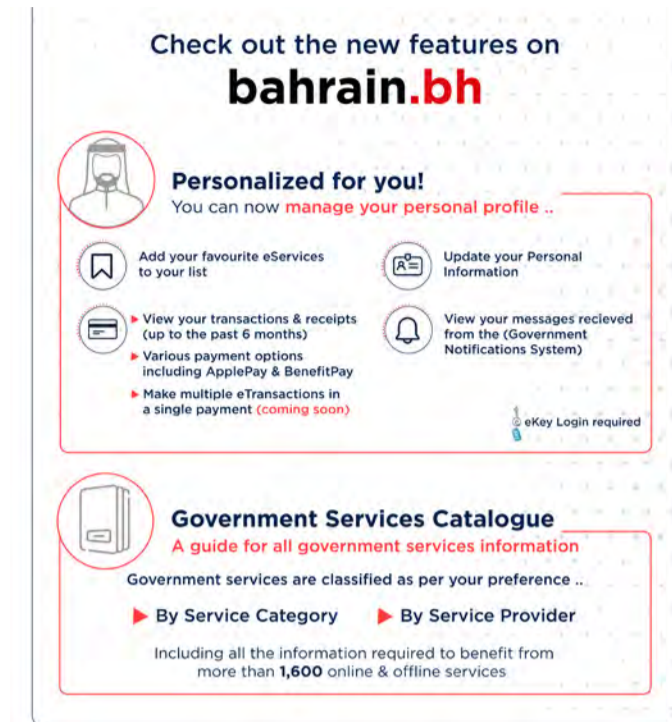 Check out the new features on
bahrain.bh
Personalized for you!
You can now manage your personal profile ..
Add your favourite eServices
to your list
Update your Personal
Information
View your transactions & receipts
(up to the past 6 months)
Various payment options
including ApplePay & BenefitPay
Make multiple eTransactions in
a single payment (coming soon)
View your messages recieved
from the (Government
Notifications System)
eKey Login required
Government Services Catalogue
A guide for all government services information
Government services are classified as per your preference ..
By Service Category
By Service Provider
Including all the information required to benefit from
more than 1,600 online & offline services